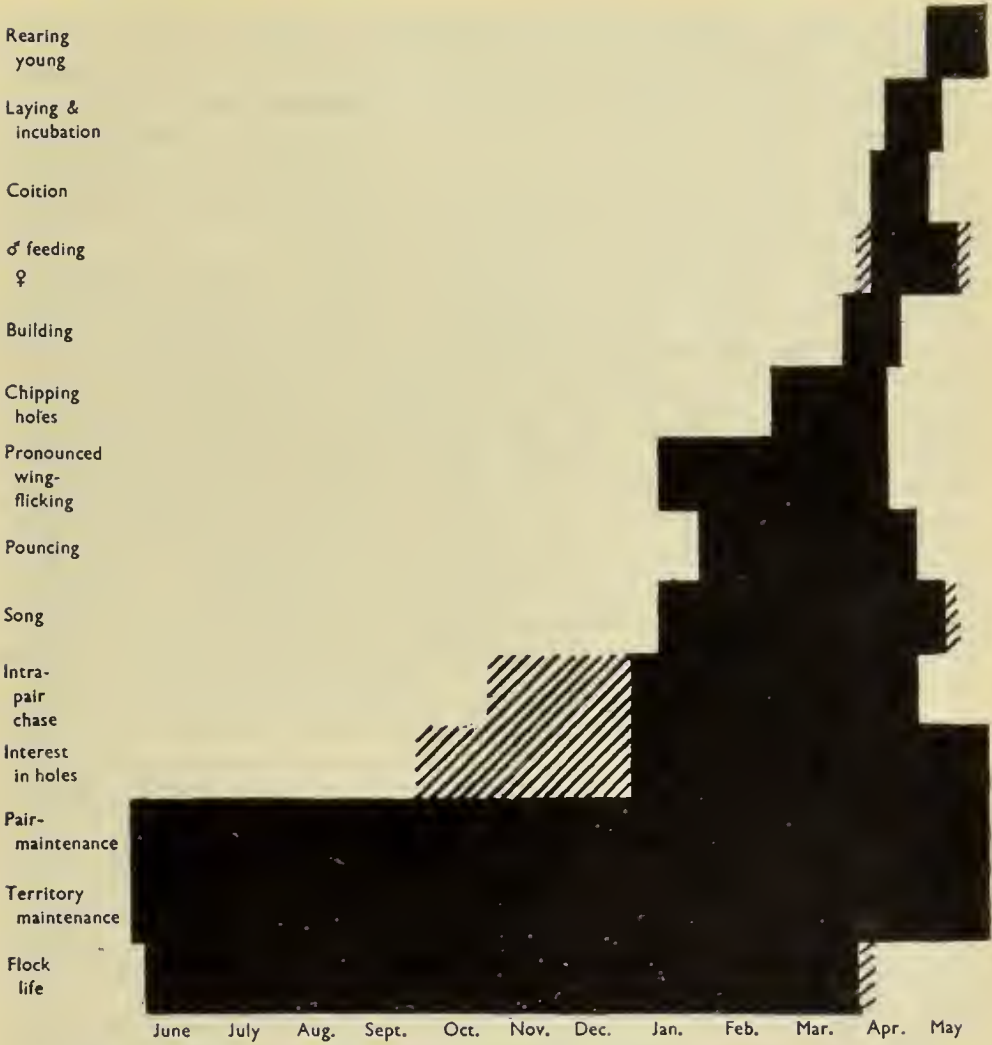 Rearing
young
Laying &
incubation
Coition
♂ feeding
♀
Building
Chipping
holes
Pronounced
wing-
flicking
Pouncing
Song
Intra-
pair
chase
Interest
in holes
Pair-
maintenance
Territory
maintenance
Flock
life
June July Aug. Sept. Oct. Nov. Dec. Jan. Feb. Mar. Apr. May